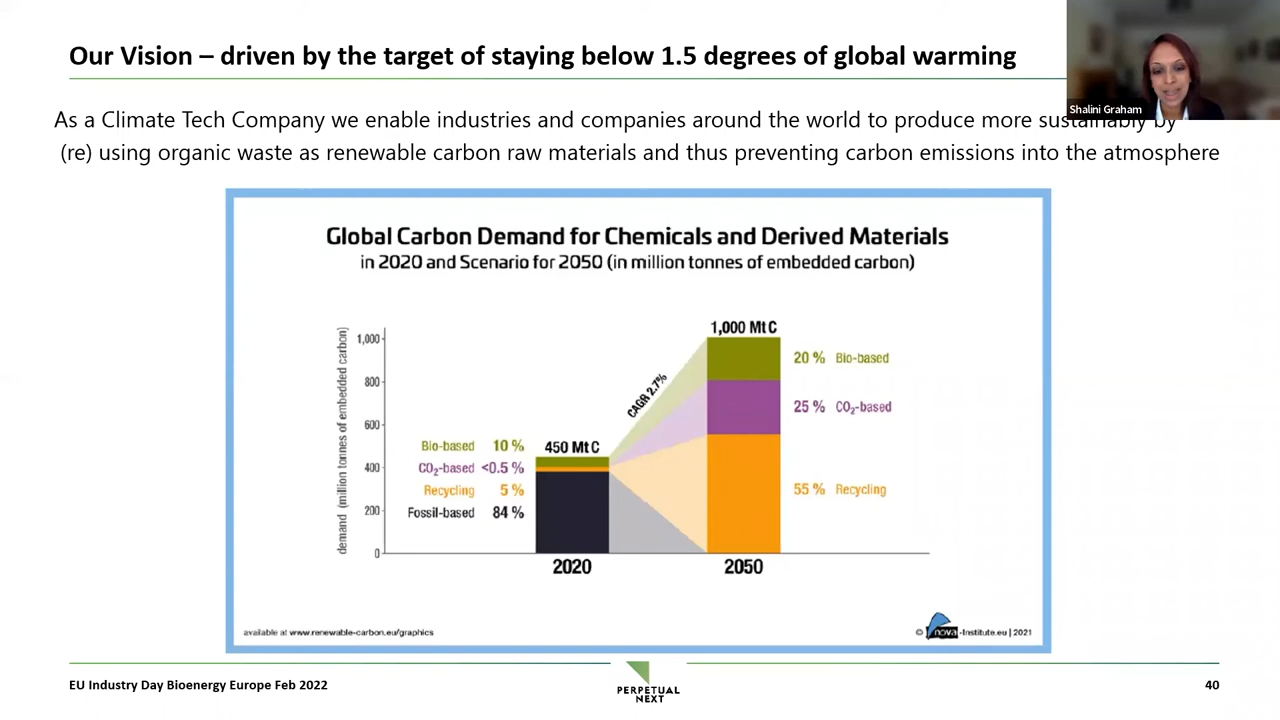 Our Vision – driven by the target of staying below 1.5 degrees of global warming
Shalini Graham
As a Climate Tech Company we enable industries and companies around the world to produce more sustainably by
(re) using organic waste as renewable carbon raw materials and thus preventing carbon emissions into the atmosphere
Global Carbon Demand for Chemicals and Derived Materials
in 2020 and Scenario for 2050 (in million tonnes of embedded carbon)
demand (million tonnes of embedded carbon)
1,000
800
600
400
200
0
Bio-based 10 %
CO₂-based <0.5 %
Recycling 5 %
Fossil-based 84 %
450 Mt C
2020
CAGR 2.7%
1,000 Mt C
20 % Bio-based
25 % CO₂-based
55 % Recycling
2050
available at www.renewable-carbon.eu/graphics
© nova-Institute.eu | 2021
EU Industry Day Bioenergy Europe Feb 2022
PERPETUAL
NEXT
40